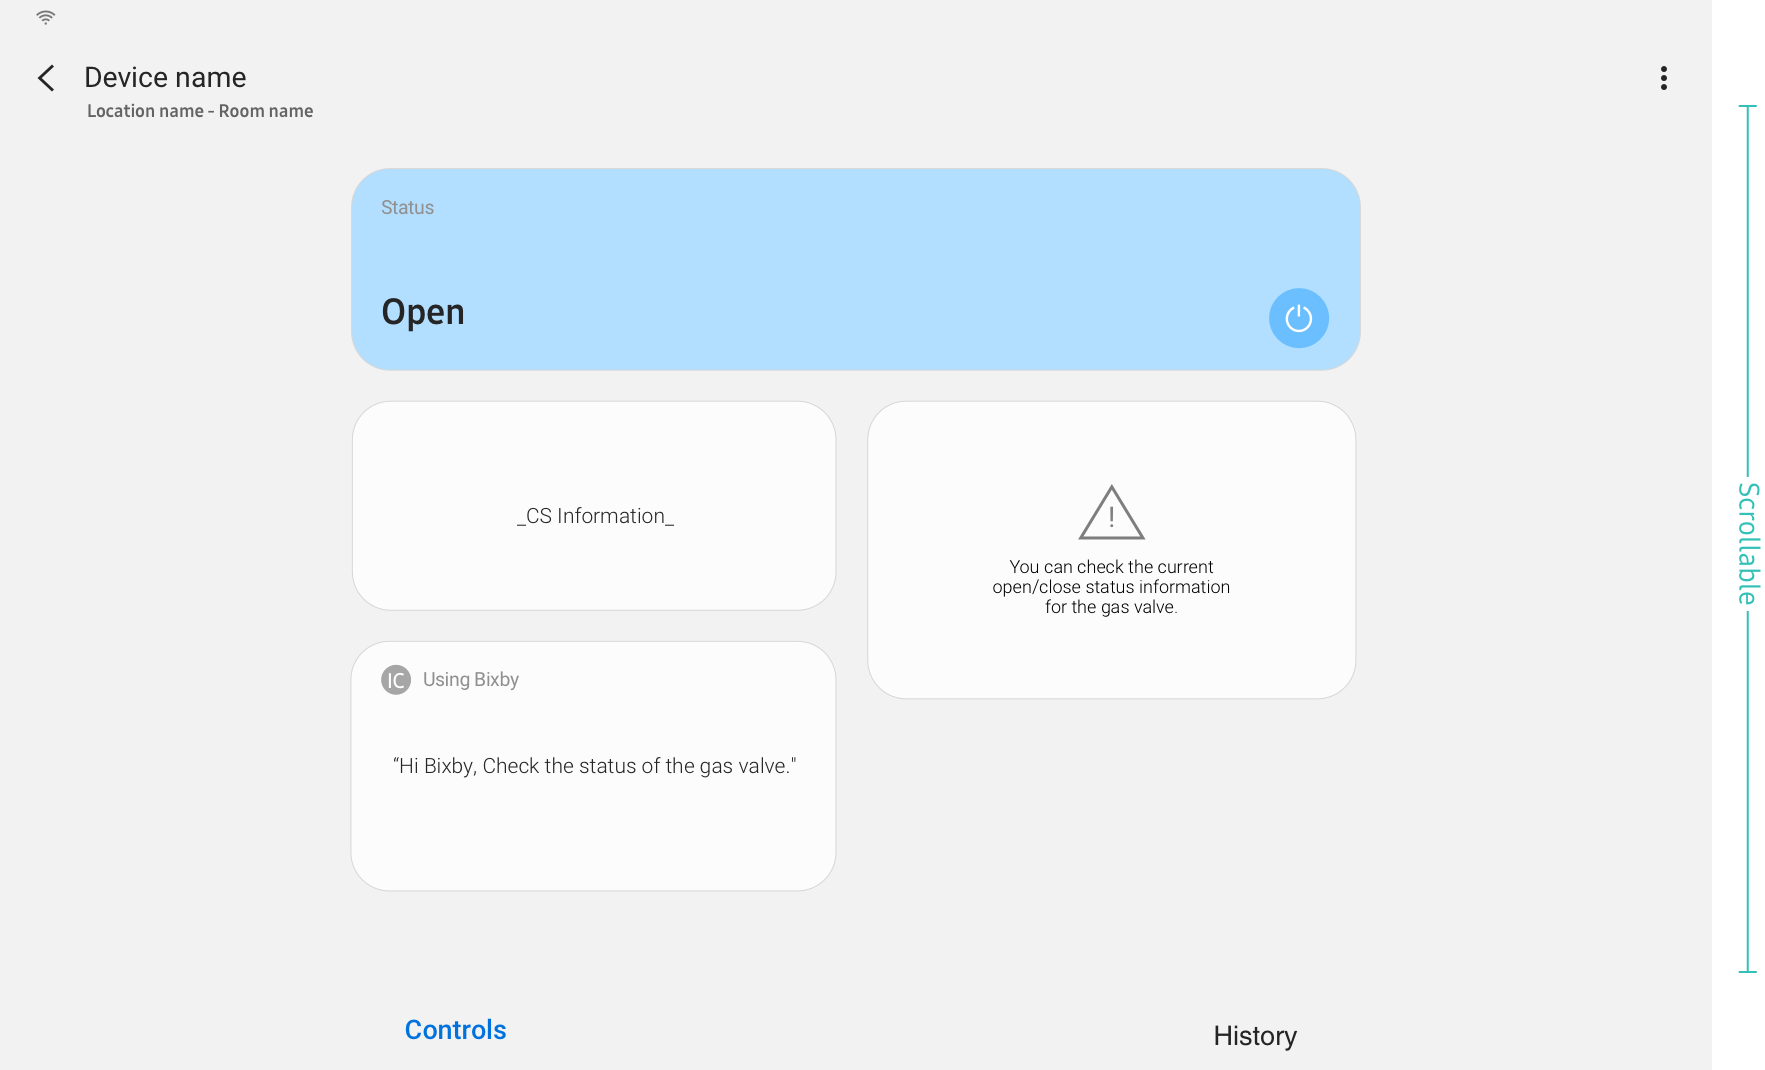 Device name
Location name - Room name
Status
Open
_CS Information_
You can check the current
open/close status information
for the gas valve.
IC Using Bixby
“Hi Bixby, Check the status of the gas valve."
Controls
History
Scrollable